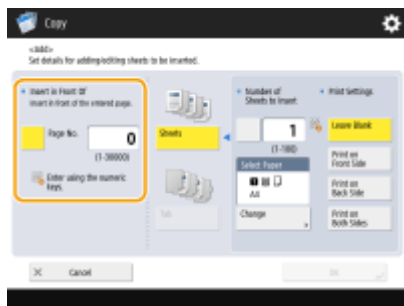 Copy
<Add>
Set details for adding/editing sheets to be inserted.
Insert in Front Of
Insert in front of the entered page.
Page No.
0
(1-30000)
Enter using the numeric
keys.
Sheets
Tab
Number of
Sheets to Insert
1
(1-100)
Select Paper
1
A4
Change
Print Settings
Leave Blank
Print on
Front Side
Print on
Back Side
Print on
Both Sides
Cancel
OK